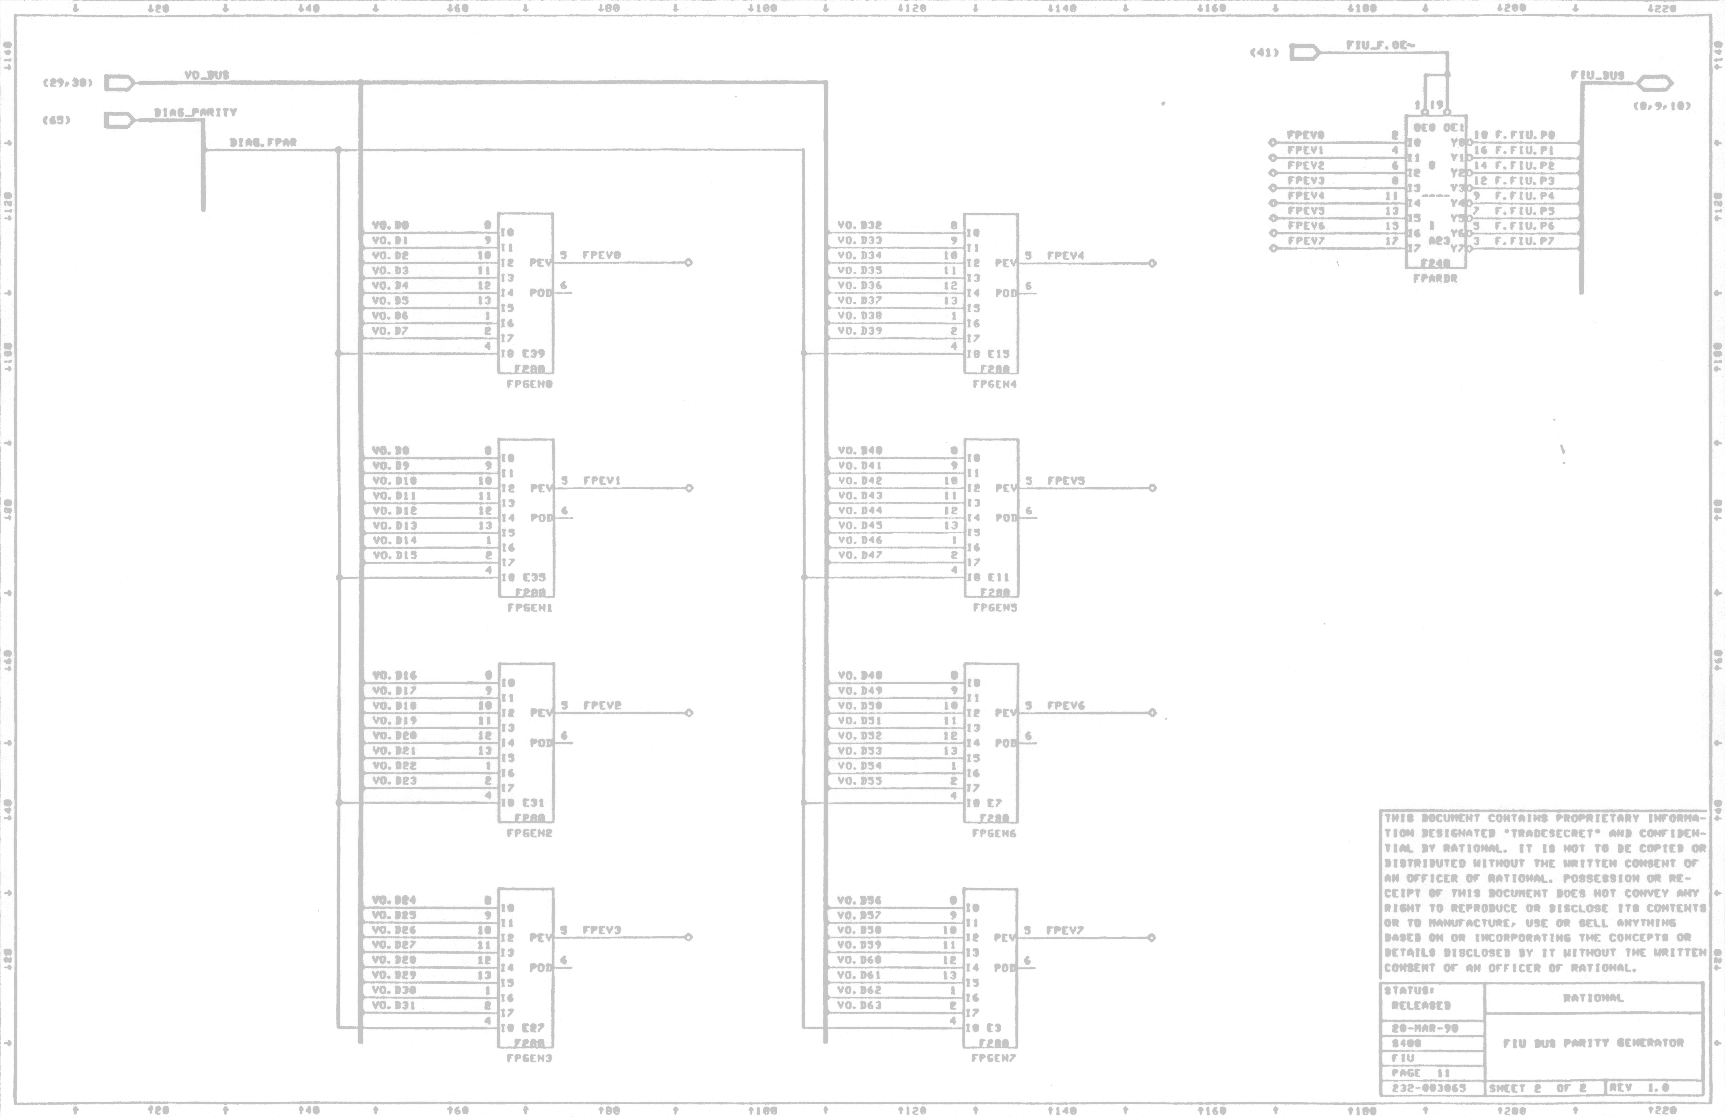 (29,30)
VO_BUS
(65)
DIAG_PARITY
DIAG.FPAR
(41)
FIU_F.OE~
FIU_BUS
(8,9,10)
VO.D0 8 I0
VO.D1 9 I1
VO.D2 10 I2 PEV 5 FPEV0
VO.D3 11 I3
VO.D4 12 I4 POD 6
VO.D5 13 I5
VO.D6 1 I6
VO.D7 2 I7
4 I8 E39
F280
FPGEN0
VO.D8 8 I0
VO.D9 9 I1
VO.D10 10 I2 PEV 5 FPEV1
VO.D11 11 I3
VO.D12 12 I4 POD 6
VO.D13 13 I5
VO.D14 1 I6
VO.D15 2 I7
4 I8 E35
F280
FPGEN1
VO.D16 8 I0
VO.D17 9 I1
VO.D18 10 I2 PEV 5 FPEV2
VO.D19 11 I3
VO.D20 12 I4 POD 6
VO.D21 13 I5
VO.D22 1 I6
VO.D23 2 I7
4 I8 E31
F280
FPGEN2
VO.D24 8 I0
VO.D25 9 I1
VO.D26 10 I2 PEV 5 FPEV3
VO.D27 11 I3
VO.D28 12 I4 POD 6
VO.D29 13 I5
VO.D30 1 I6
VO.D31 2 I7
4 I8 E27
F280
FPGEN3
VO.D32 8 I0
VO.D33 9 I1
VO.D34 10 I2 PEV 5 FPEV4
VO.D35 11 I3
VO.D36 12 I4 POD 6
VO.D37 13 I5
VO.D38 1 I6
VO.D39 2 I7
4 I8 E15
F280
FPGEN4
VO.D40 8 I0
VO.D41 9 I1
VO.D42 10 I2 PEV 5 FPEV5
VO.D43 11 I3
VO.D44 12 I4 POD 6
VO.D45 13 I5
VO.D46 1 I6
VO.D47 2 I7
4 I8 E11
F280
FPGEN5
VO.D48 8 I0
VO.D49 9 I1
VO.D50 10 I2 PEV 5 FPEV6
VO.D51 11 I3
VO.D52 12 I4 POD 6
VO.D53 13 I5
VO.D54 1 I6
VO.D55 2 I7
4 I8 E7
F280
FPGEN6
VO.D56 8 I0
VO.D57 9 I1
VO.D58 10 I2 PEV 5 FPEV7
VO.D59 11 I3
VO.D60 12 I4 POD 6
VO.D61 13 I5
VO.D62 1 I6
VO.D63 2 I7
4 I8 E3
F280
FPGEN7
1 19
OE0 OE1
FPEV0 2 I0 Y0 18 F.FIU.P0
FPEV1 4 I1 Y1 16 F.FIU.P1
FPEV2 6 I2 0 Y2 14 F.FIU.P2
FPEV3 8 I3 Y3 12 F.FIU.P3
FPEV4 11 I4 Y4 9 F.FIU.P4
FPEV5 13 I5 Y5 7 F.FIU.P5
FPEV6 15 I6 1 Y6 5 F.FIU.P6
FPEV7 17 I7 A23 Y7 3 F.FIU.P7
F240
FPARDR
THIS DOCUMENT CONTAINS PROPRIETARY INFORMA-
TION DESIGNATED "TRADESECRET" AND CONFIDEN-
TIAL BY RATIONAL. IT IS NOT TO BE COPIED OR
DISTRIBUTED WITHOUT THE WRITTEN CONSENT OF
AN OFFICER OF RATIONAL. POSSESSION OR RE-
CEIPT OF THIS DOCUMENT DOES NOT CONVEY ANY
RIGHT TO REPRODUCE OR DISCLOSE ITS CONTENTS
OR TO MANUFACTURE, USE OR SELL ANYTHING
BASED ON OR INCORPORATING THE CONCEPTS OR
DETAILS DISCLOSED BY IT WITHOUT THE WRITTEN
CONSENT OF AN OFFICER OF RATIONAL.
STATUS:
RELEASED
RATIONAL
20-MAR-90
S400
FIU
PAGE 11
232-003065
FIU BUS PARITY GENERATOR
SHEET 2 OF 2
REV 1.0